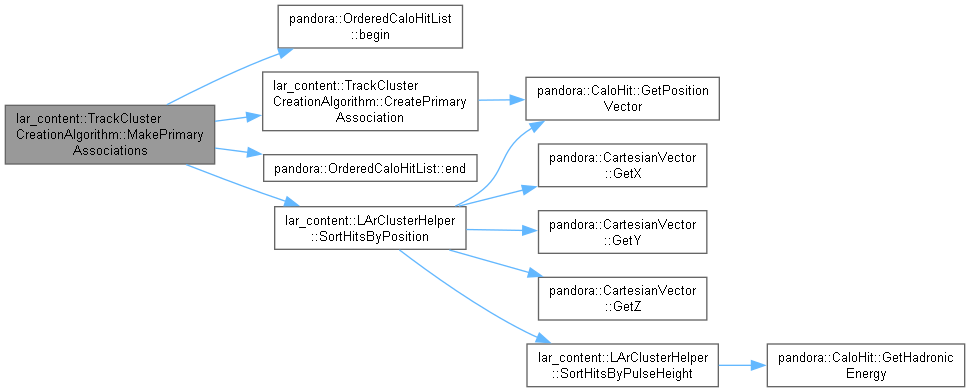 pandora::OrderedCaloHitList
::begin
lar_content::TrackCluster
CreationAlgorithm::CreatePrimary
Association
pandora::CaloHit::GetPosition
Vector
lar_content::TrackCluster
CreationAlgorithm::MakePrimary
Associations
pandora::OrderedCaloHitList::end
pandora::CartesianVector
::GetX
lar_content::LArClusterHelper
::SortHitsByPosition
pandora::CartesianVector
::GetY
pandora::CartesianVector
::GetZ
lar_content::LArClusterHelper
::SortHitsByPulseHeight
pandora::CaloHit::GetHadronic
Energy